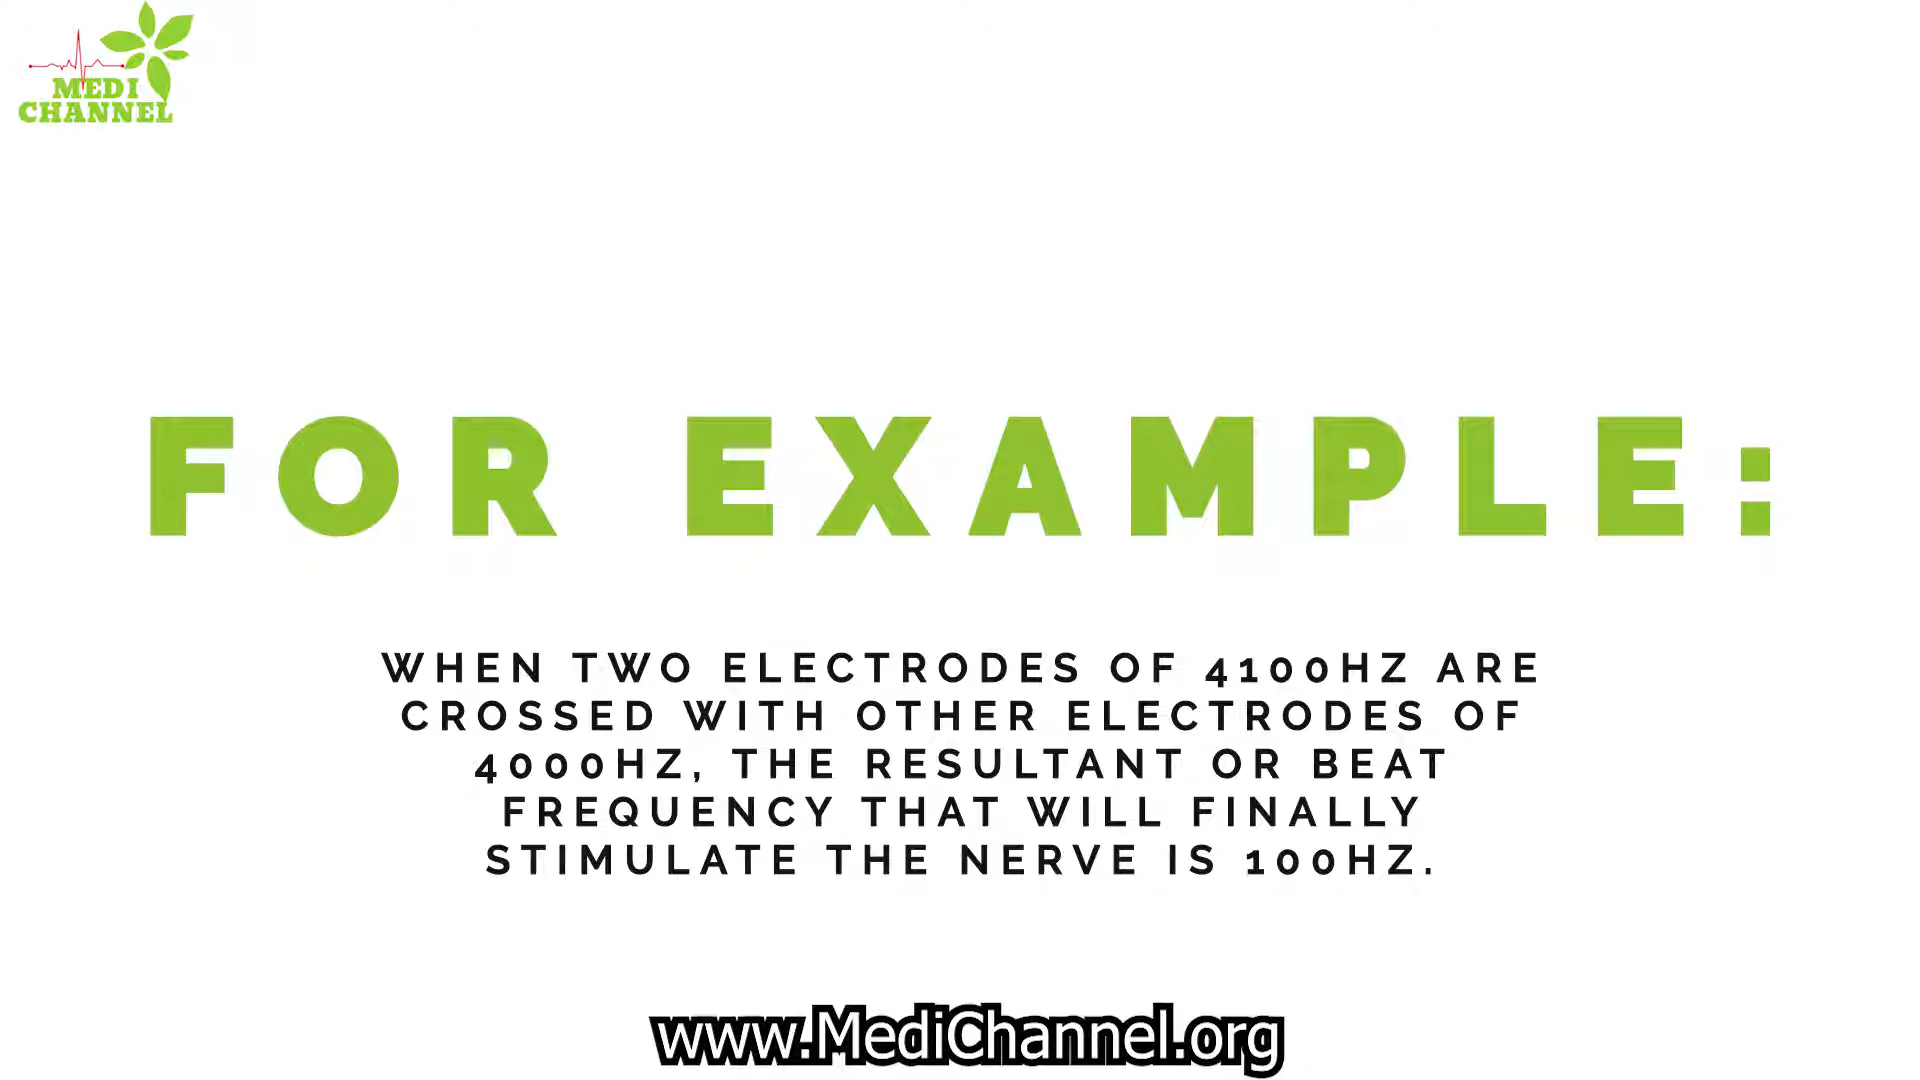 MEDI
CHANNEL
FOR EXAMPLE:
WHEN TWO ELECTRODES OF 4100HZ ARE
CROSSED WITH OTHER ELECTRODES OF
4000HZ, THE RESULTANT OR BEAT
FREQUENCY THAT WILL FINALLY
STIMULATE THE NERVE IS 100HZ.
www.MediChannel.org